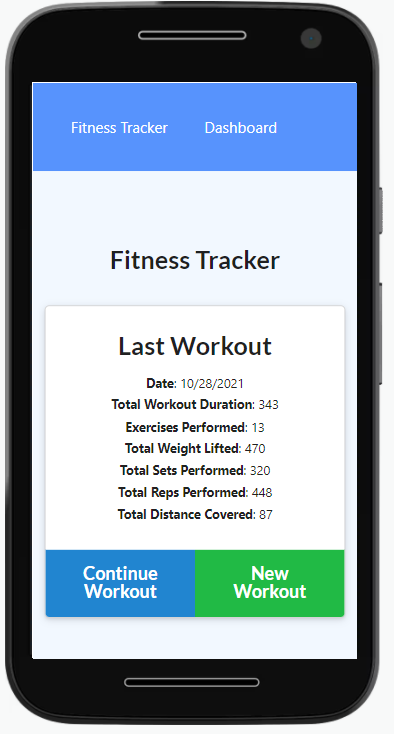 Fitness Tracker Dashboard
Fitness Tracker
Last Workout
Date: 10/28/2021
Total Workout Duration: 343
Exercises Performed: 13
Total Weight Lifted: 470
Total Sets Performed: 320
Total Reps Performed: 448
Total Distance Covered: 87
Continue
Workout
New
Workout